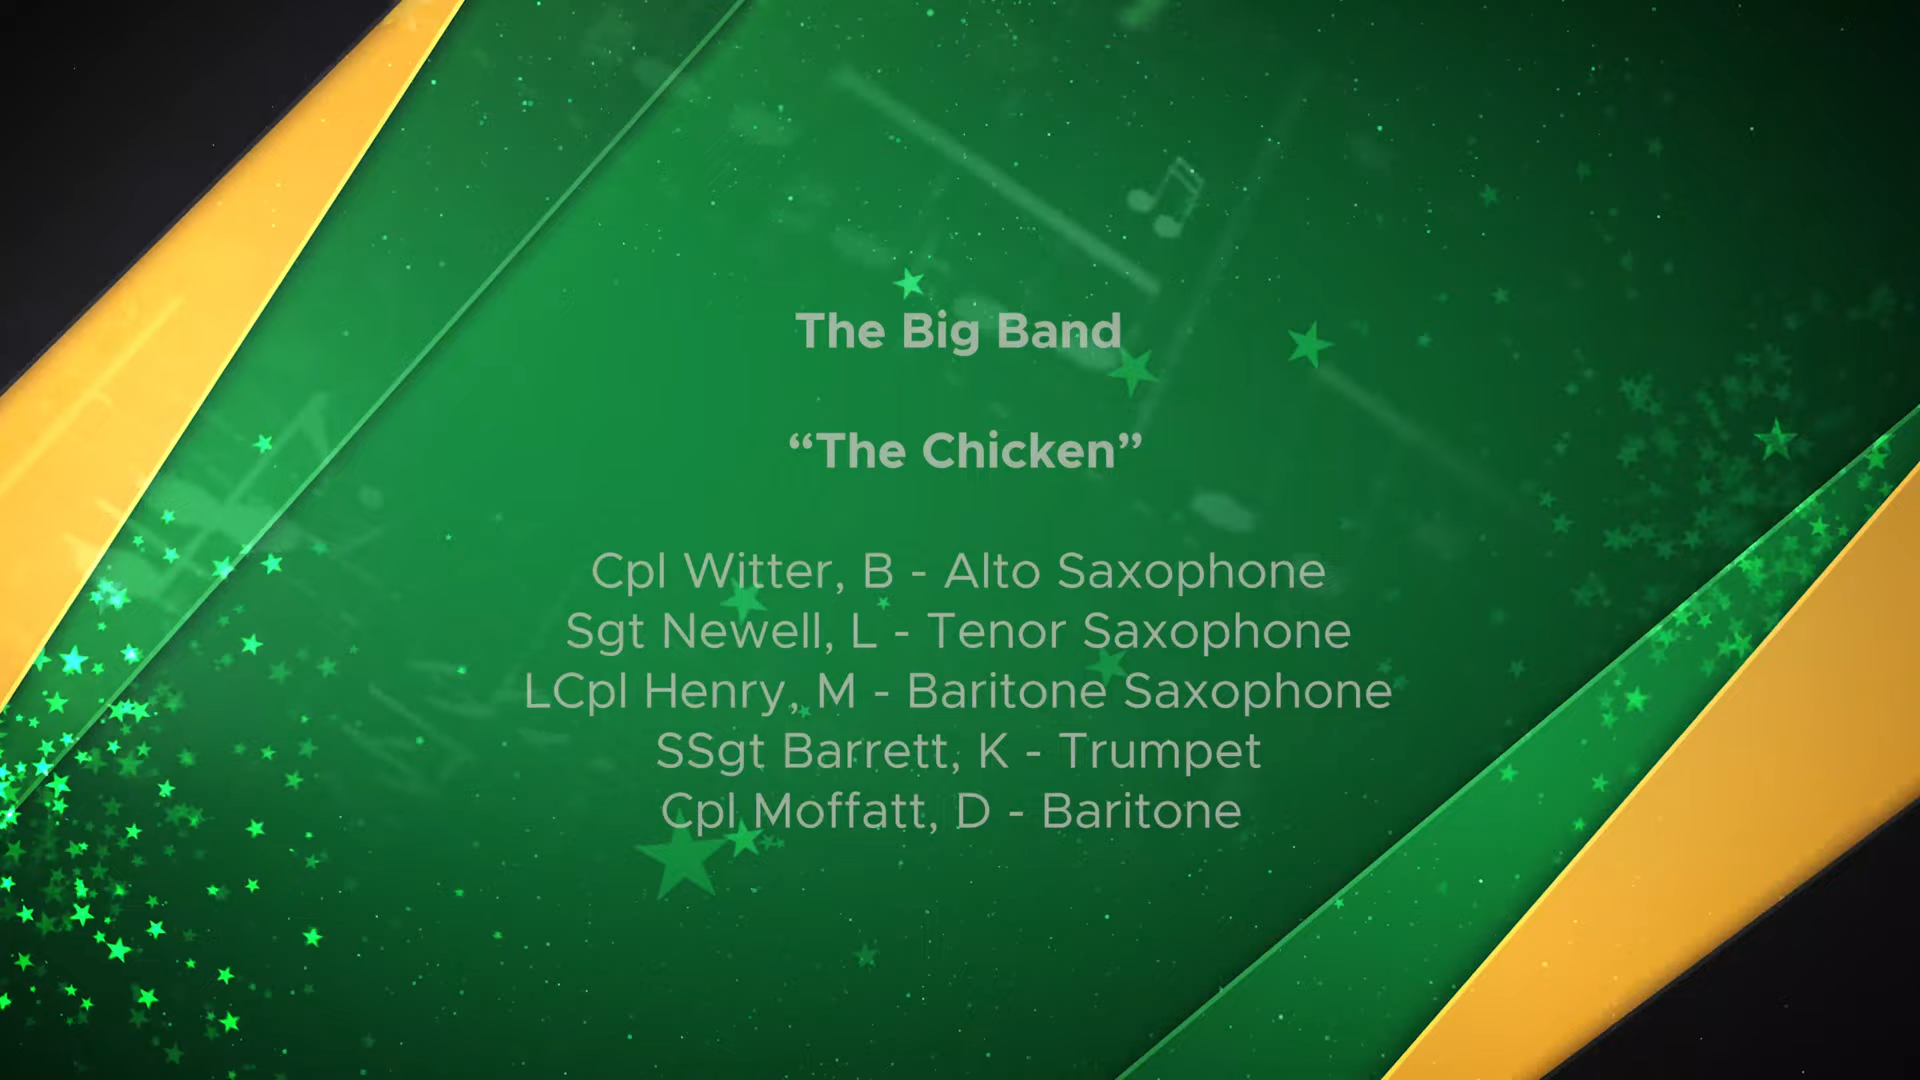 The Big Band
“The Chicken”
Cpl Witter, B - Alto Saxophone
Sgt Newell, L - Tenor Saxophone
LCpl Henry, M - Baritone Saxophone
SSgt Barrett, K - Trumpet
Cpl Moffatt, D - Baritone